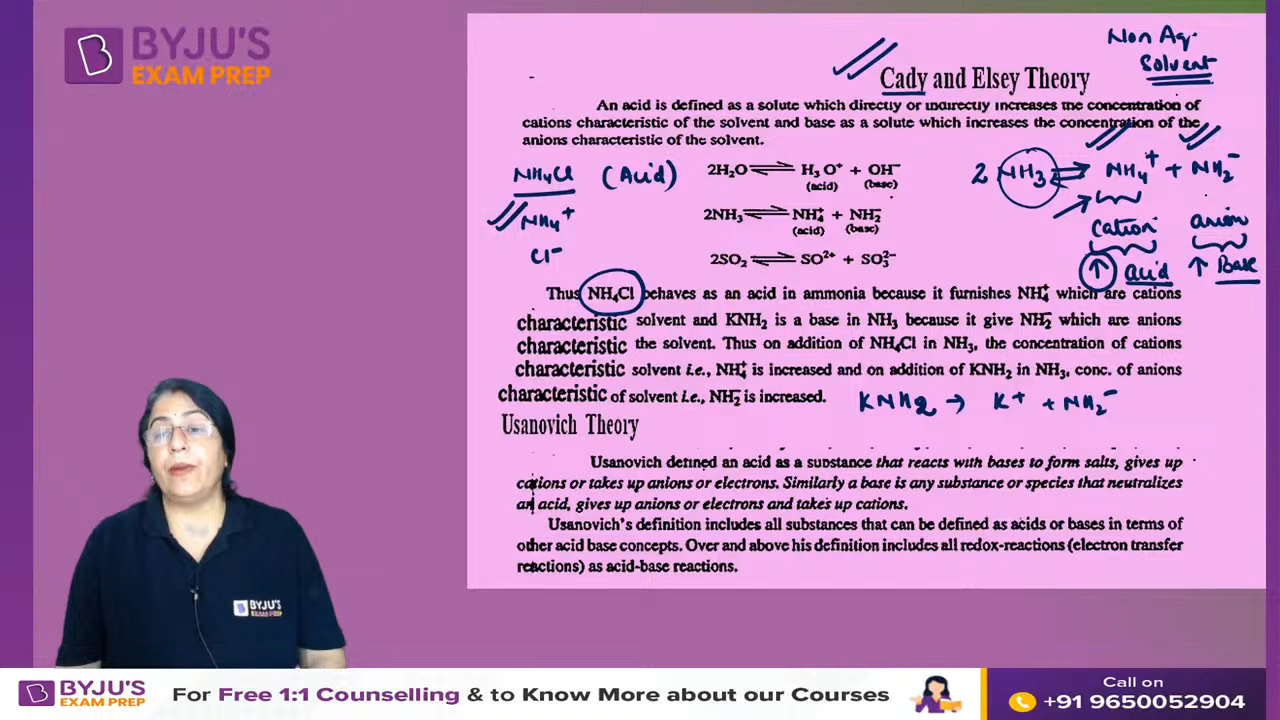 BYJU'S
EXAM PREP
Non Aq.
Solvent
Cady and Elsey Theory
An acid is defined as a solute which directly or indirectly increases the concentration of
cations characteristic of the solvent and base as a solute which increases the concentration of the
anions characteristic of the solvent.
NH4Cl (Acid)
2H₂O ⇌ H₃O⁺ + OH⁻
(acid) (base)
2 NH3 ⇌ NH4⁺ + NH2⁻
NH4⁺
2NH₃ ⇌ NH₄⁺ + NH₂⁻
(acid) (base)
cation anion
Cl⁻
2SO₂ ⇌ SO²⁺ + SO₃²⁻
↑ acid ↑ Base
Thus NH₄Cl behaves as an acid in ammonia because it furnishes NH₄⁺ which are cations
characteristic solvent and KNH₂ is a base in NH₃ because it give NH₂⁻ which are anions
characteristic the solvent. Thus on addition of NH₄Cl in NH₃, the concentration of cations
characteristic solvent i.e., NH₄⁺ is increased and on addition of KNH₂ in NH₃, conc. of anions
characteristic of solvent i.e., NH₂⁻ is increased.
KNH2 → K⁺ + NH2⁻
Usanovich Theory
Usanovich defined an acid as a substance that reacts with bases to form salts, gives up
cations or takes up anions or electrons. Similarly a base is any substance or species that neutralizes
an acid, gives up anions or electrons and takes up cations.
Usanovich's definition includes all substances that can be defined as acids or bases in terms of
other acid base concepts. Over and above his definition includes all redox-reactions (electron transfer
reactions) as acid-base reactions.
BYJU'S
EXAM PREP
BYJU'S
EXAM PREP
For Free 1:1 Counselling & to Know More about our Courses
Call on
+91 9650052904